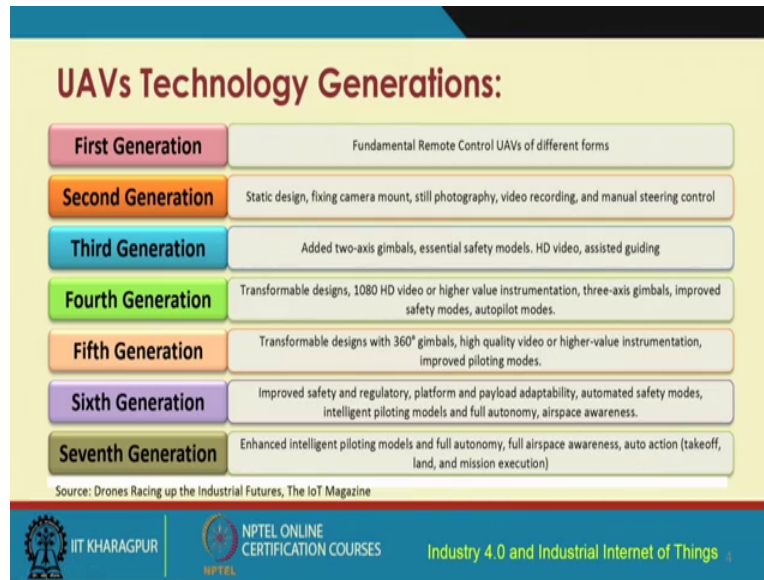 UAVs Technology Generations:
First Generation
Fundamental Remote Control UAVs of different forms
Second Generation
Static design, fixing camera mount, still photography, video recording, and manual steering control
Third Generation
Added two-axis gimbals, essential safety models. HD video, assisted guiding
Fourth Generation
Transformable designs, 1080 HD video or higher value instrumentation, three-axis gimbals, improved
safety modes, autopilot modes.
Fifth Generation
Transformable designs with 360° gimbals, high quality video or higher-value instrumentation,
improved piloting modes.
Sixth Generation
Improved safety and regulatory, platform and payload adaptability, automated safety modes,
intelligent piloting models and full autonomy, airspace awareness.
Seventh Generation
Enhanced intelligent piloting models and full autonomy, full airspace awareness, auto action (takeoff,
land, and mission execution)
Source: Drones Racing up the Industrial Futures, The IoT Magazine
IIT KHARAGPUR
NPTEL
NPTEL ONLINE
CERTIFICATION COURSES
Industry 4.0 and Industrial Internet of Things
4